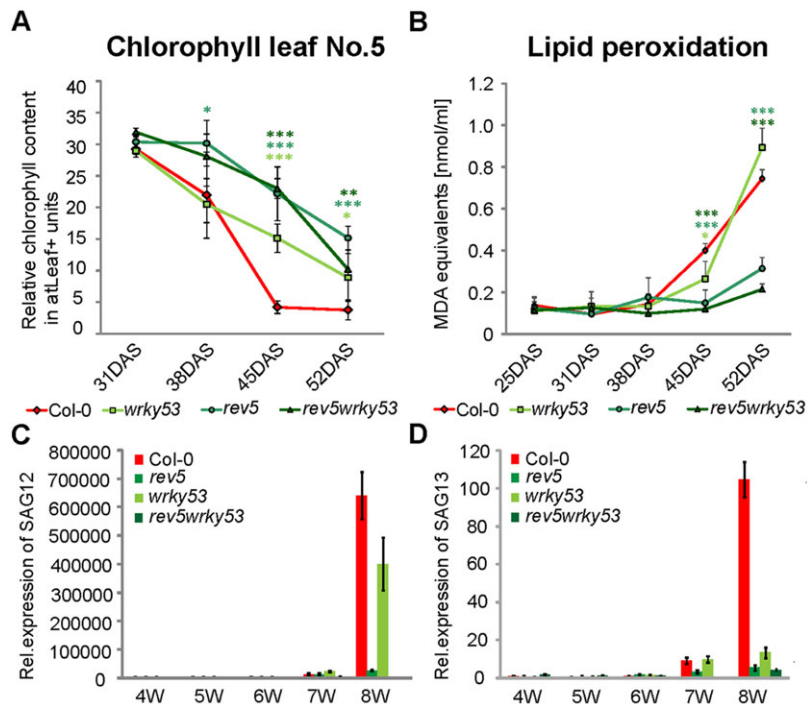 A
Chlorophyll leaf No.5
Relative chlorophyll content
in atLeaf+ units
40
35
30
25
20
15
10
5
0
*
***
***
***
**
***
*
31DAS
38DAS
45DAS
52DAS
Col-0
wrky53
rev5
rev5wrky53
B
Lipid peroxidation
MDA equivalents [nmol/ml]
1.2
1.0
0.8
0.6
0.4
0.2
0
***
***
*
***
***
25DAS
31DAS
38DAS
45DAS
52DAS
Col-0
wrky53
rev5
rev5wrky53
C
Rel.expression of SAG12
800000
700000
600000
500000
400000
300000
200000
100000
0
Col-0
rev5
wrky53
rev5wrky53
4W
5W
6W
7W
8W
D
Rel.expression of SAG13
120
100
80
60
40
20
0
Col-0
rev5
wrky53
rev5wrky53
4W
5W
6W
7W
8W